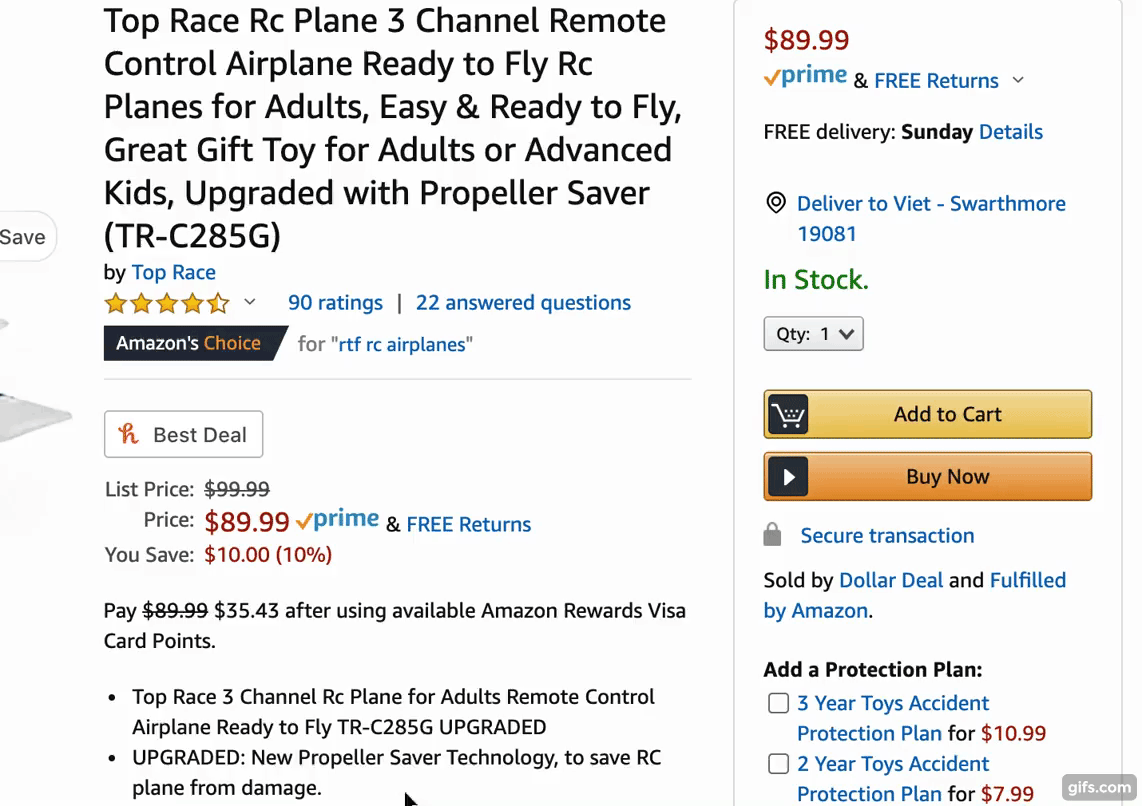 Top Race Rc Plane 3 Channel Remote
Control Airplane Ready to Fly Rc
Planes for Adults, Easy & Ready to Fly,
Great Gift Toy for Adults or Advanced
Kids, Upgraded with Propeller Saver
(TR-C285G)
by Top Race
90 ratings | 22 answered questions
Amazon's Choice for "rtf rc airplanes"
Save
Best Deal
List Price: $99.99
Price: $89.99 prime & FREE Returns
You Save: $10.00 (10%)
Pay $89.99 $35.43 after using available Amazon Rewards Visa
Card Points.
• Top Race 3 Channel Rc Plane for Adults Remote Control
Airplane Ready to Fly TR-C285G UPGRADED
• UPGRADED: New Propeller Saver Technology, to save RC
plane from damage.
$89.99
prime & FREE Returns
FREE delivery: Sunday Details
Deliver to Viet - Swarthmore
19081
In Stock.
Qty: 1
Add to Cart
Buy Now
Secure transaction
Sold by Dollar Deal and Fulfilled
by Amazon.
Add a Protection Plan:
3 Year Toys Accident
Protection Plan for $10.99
2 Year Toys Accident
Protection Plan for $7.99
gifs.com